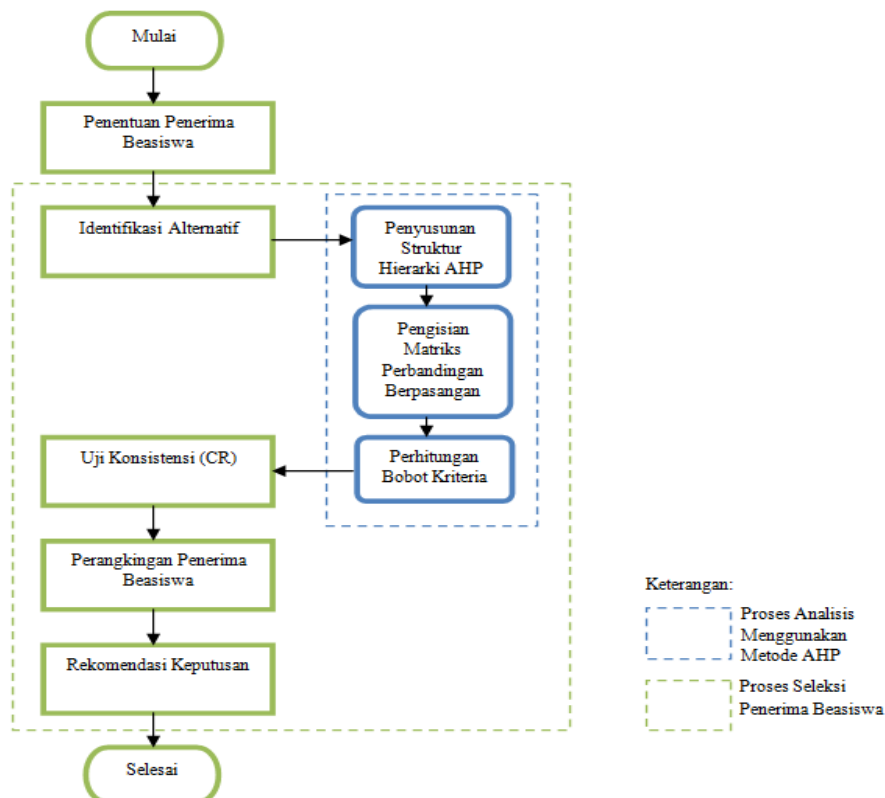 Mulai
Penentuan Penerima
Beasiswa
Identifikasi Alternatif
Penyusunan
Struktur
Hierarki AHP
Pengisian
Matriks
Perbandingan
Berpasangan
Perhitungan
Bobot Kriteria
Uji Konsistensi (CR)
Perangkingan Penerima
Beasiswa
Rekomendasi Keputusan
Selesai
Keterangan:
Proses Analisis
Menggunakan
Metode AHP
Proses Seleksi
Penerima Beasiswa